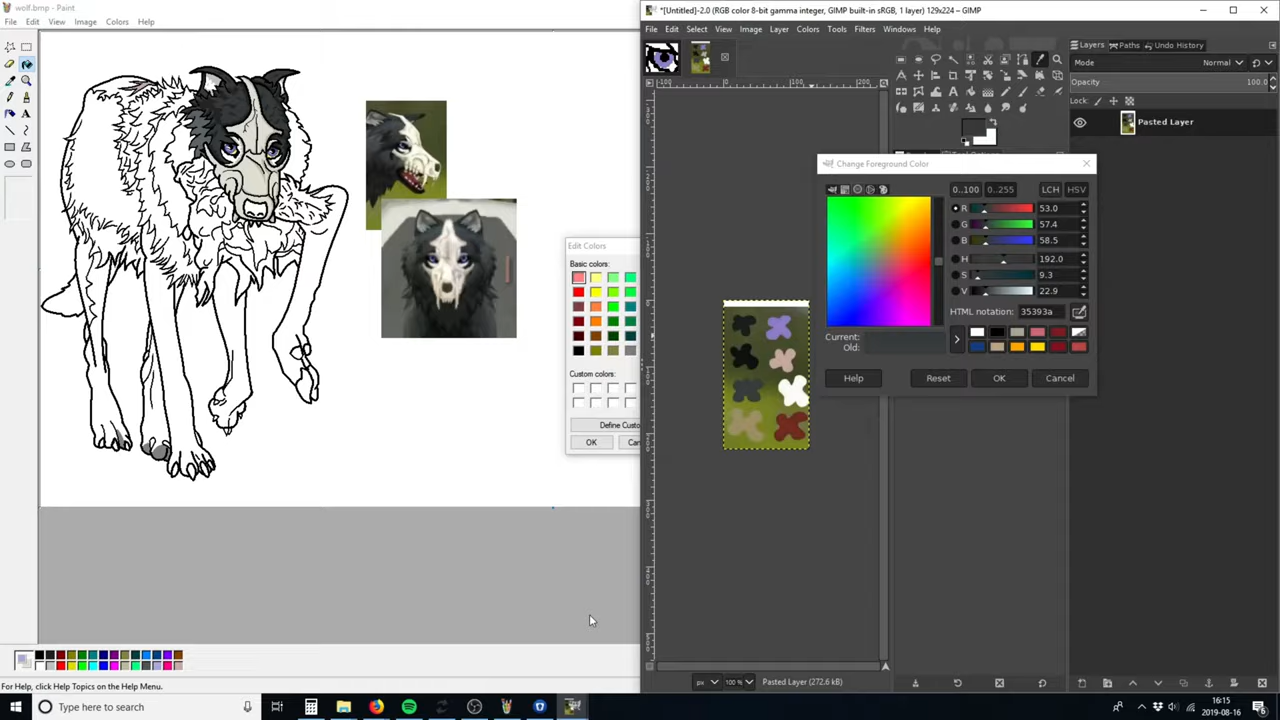 wolf.bmp - Paint
File Edit View Image Colors Help
Edit Colors
Basic colors:
Custom colors:
Define Custo
OK Can
For Help, click Help Topics on the Help Menu.
*[Untitled]-2.0 (RGB color 8-bit gamma integer, GIMP built-in sRGB, 1 layer) 129x224 – GIMP
File Edit Select View Image Layer Colors Tools Filters Windows Help
Layers Paths Undo History
Mode Normal
Opacity 100.0
Lock:
Pasted Layer
Change Foreground Color
0..100 0..255 LCH HSV
R 53.0
G 57.4
B 58.5
H 192.0
S 9.3
V 22.9
HTML notation: 35393a
Current:
Old:
Help Reset OK Cancel
px 100 % Pasted Layer (272.6 kB)
Type here to search
16:15
2019-08-16